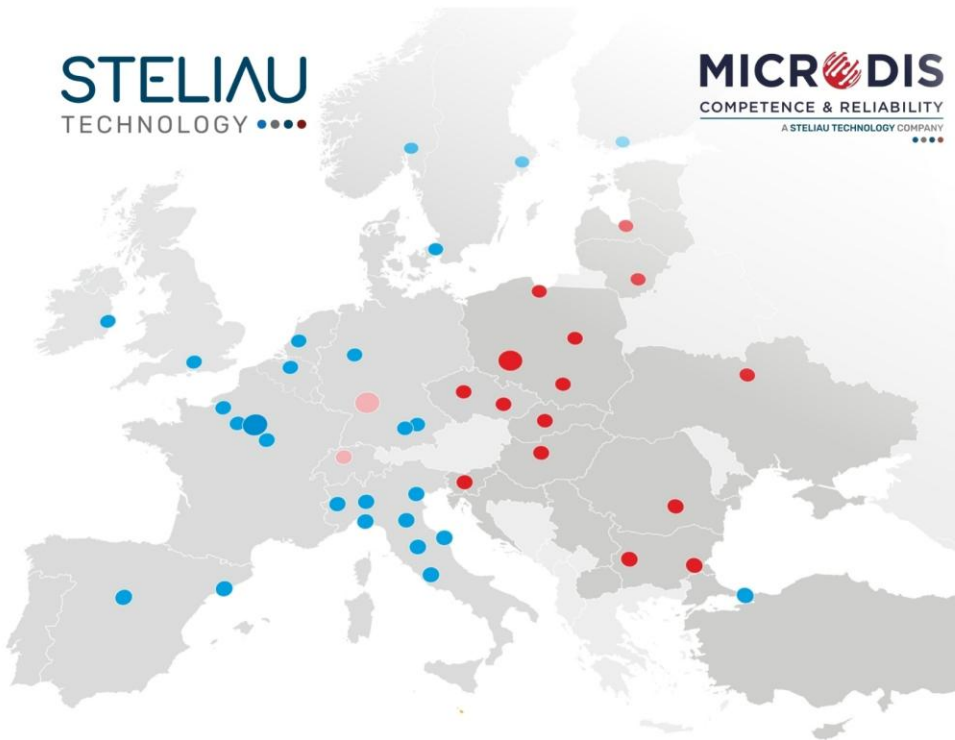 STELIAU
TECHNOLOGY
MICRODIS
COMPETENCE & RELIABILITY
A STELIAU TECHNOLOGY COMPANY